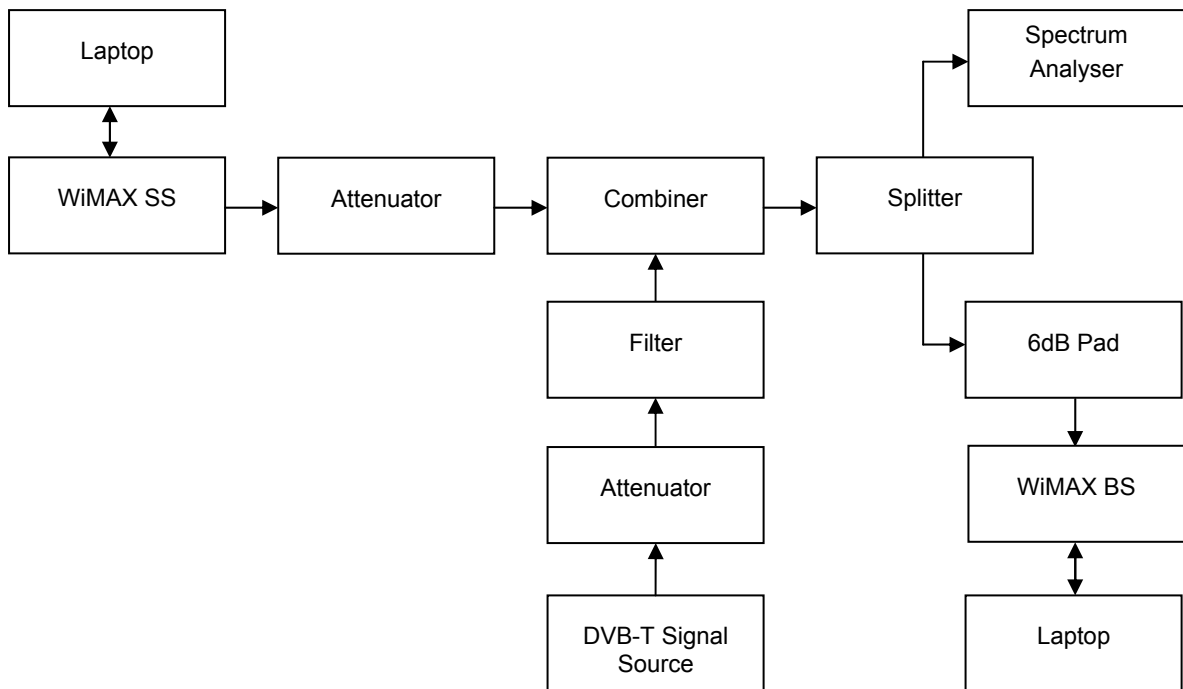 Laptop
Spectrum
Analyser
WiMAX SS
Attenuator
Combiner
Splitter
Filter
6dB Pad
Attenuator
WiMAX BS
DVB-T Signal
Source
Laptop